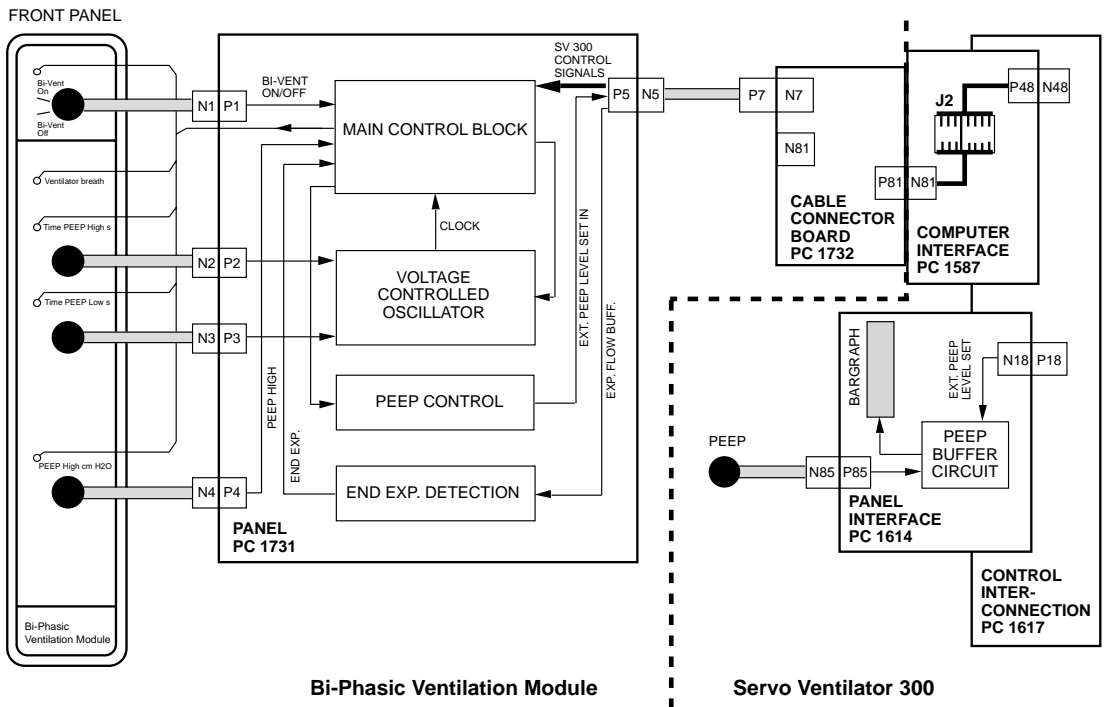 FRONT PANEL
Bi-Vent
On
Bi-Vent
Off
Ventilator breath
Time PEEP High s
Time PEEP Low s
PEEP High cm H2O
Bi-Phasic
Ventilation Module
N1 P1
N2 P2
N3 P3
N4 P4
BI-VENT
ON/OFF
SV 300
CONTROL
SIGNALS
MAIN CONTROL BLOCK
CLOCK
VOLTAGE
CONTROLLED
OSCILLATOR
PEEP CONTROL
END EXP. DETECTION
PEEP HIGH
END EXP.
EXT. PEEP LEVEL SET IN
EXP. FLOW BUFF.
PANEL
PC 1731
P5 N5
P7 N7
N81
P81 N81
CABLE
CONNECTOR
BOARD
PC 1732
J2
P48 N48
COMPUTER
INTERFACE
PC 1587
BARGRAPH
EXT. PEEP
LEVEL SET
N18 P18
PEEP
BUFFER
CIRCUIT
PEEP
N85 P85
PANEL
INTERFACE
PC 1614
CONTROL
INTER-
CONNECTION
PC 1617
Bi-Phasic Ventilation Module
Servo Ventilator 300